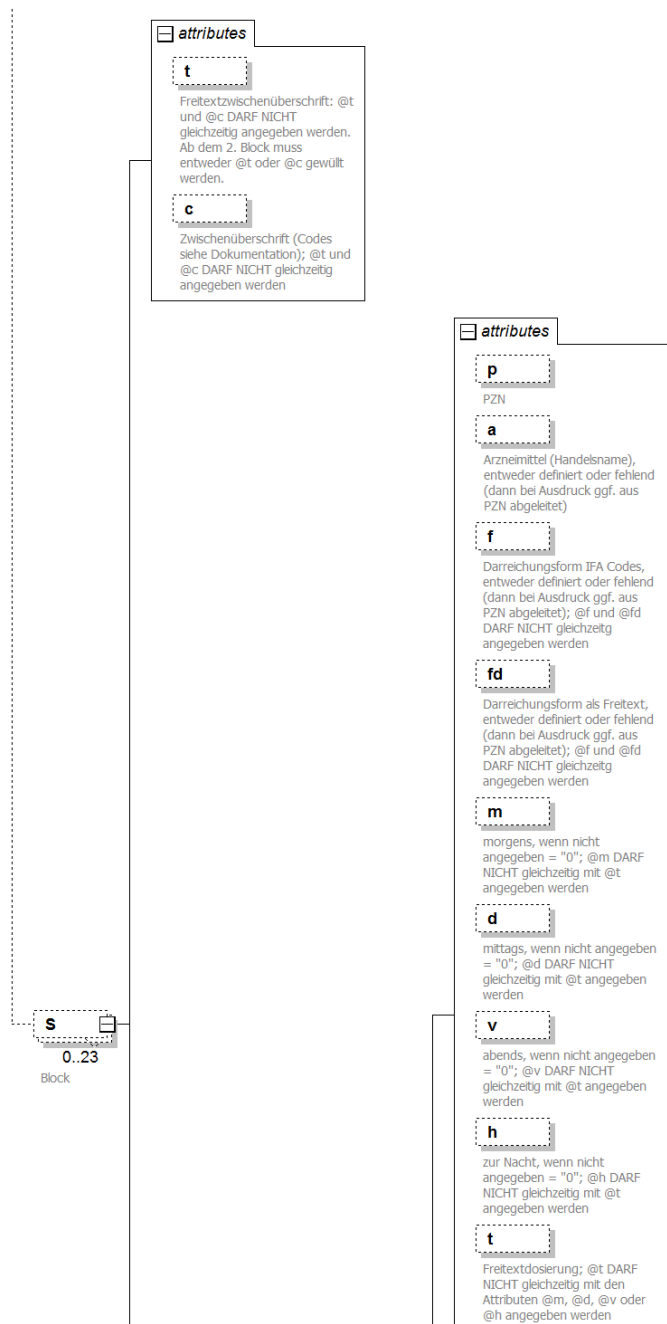 attributes
t
Freitextzwischenüberschrift: @t
und @c DARF NICHT
gleichzeitig angegeben werden.
Ab dem 2. Block muss
entweder @t oder @c gewüllt
werden.
c
Zwischenüberschrift (Codes
siehe Dokumentation); @t und
@c DARF NICHT gleichzeitig
angegeben werden
attributes
p
PZN
a
Arzneimittel (Handelsname),
entweder definiert oder fehlend
(dann bei Ausdruck ggf. aus
PZN abgeleitet)
f
Darreichungsform IFA Codes,
entweder definiert oder fehlend
(dann bei Ausdruck ggf. aus
PZN abgeleitet); @f und @fd
DARF NICHT gleichzeitg
angegeben werden
fd
Darreichungsform als Freitext,
entweder definiert oder fehlend
(dann bei Ausdruck ggf. aus
PZN abgeleitet); @f und @fd
DARF NICHT gleichzeitg
angegeben werden
m
morgens, wenn nicht
angegeben = "0"; @m DARF
NICHT gleichzeitig mit @t
angegeben werden
d
mittags, wenn nicht angegeben
= "0"; @d DARF NICHT
gleichzeitig mit @t angegeben
werden
S
0..23
Block
v
abends, wenn nicht angegeben
= "0"; @v DARF NICHT
gleichzeitig mit @t angegeben
werden
h
zur Nacht, wenn nicht
angegeben = "0"; @h DARF
NICHT gleichzeitig mit @t
angegeben werden
t
Freitextdosierung; @t DARF
NICHT gleichzeitig mit den
Attributen @m, @d, @v oder
@h angegeben werden